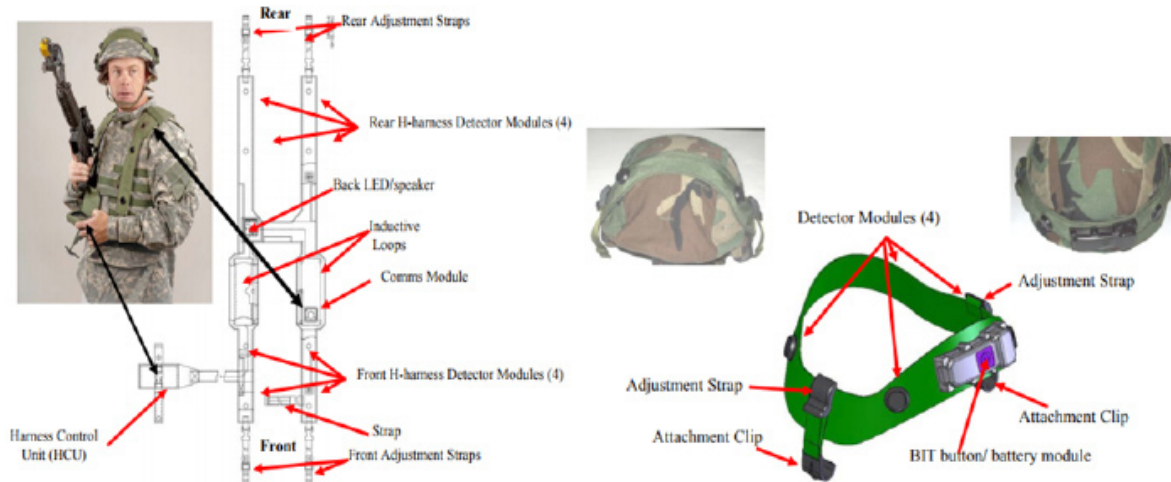 Rear
Rear Adjustment Straps
Rear H-harness Detector Modules (4)
Back LED/speaker
Inductive
Loops
Comms Module
Front H-harness Detector Modules (4)
Harness Control
Unit (HCU)
Strap
Front
Front Adjustment Straps
Detector Modules (4)
Adjustment Strap
Adjustment Strap
Attachment Clip
Attachment Clip
BIT button/ battery module